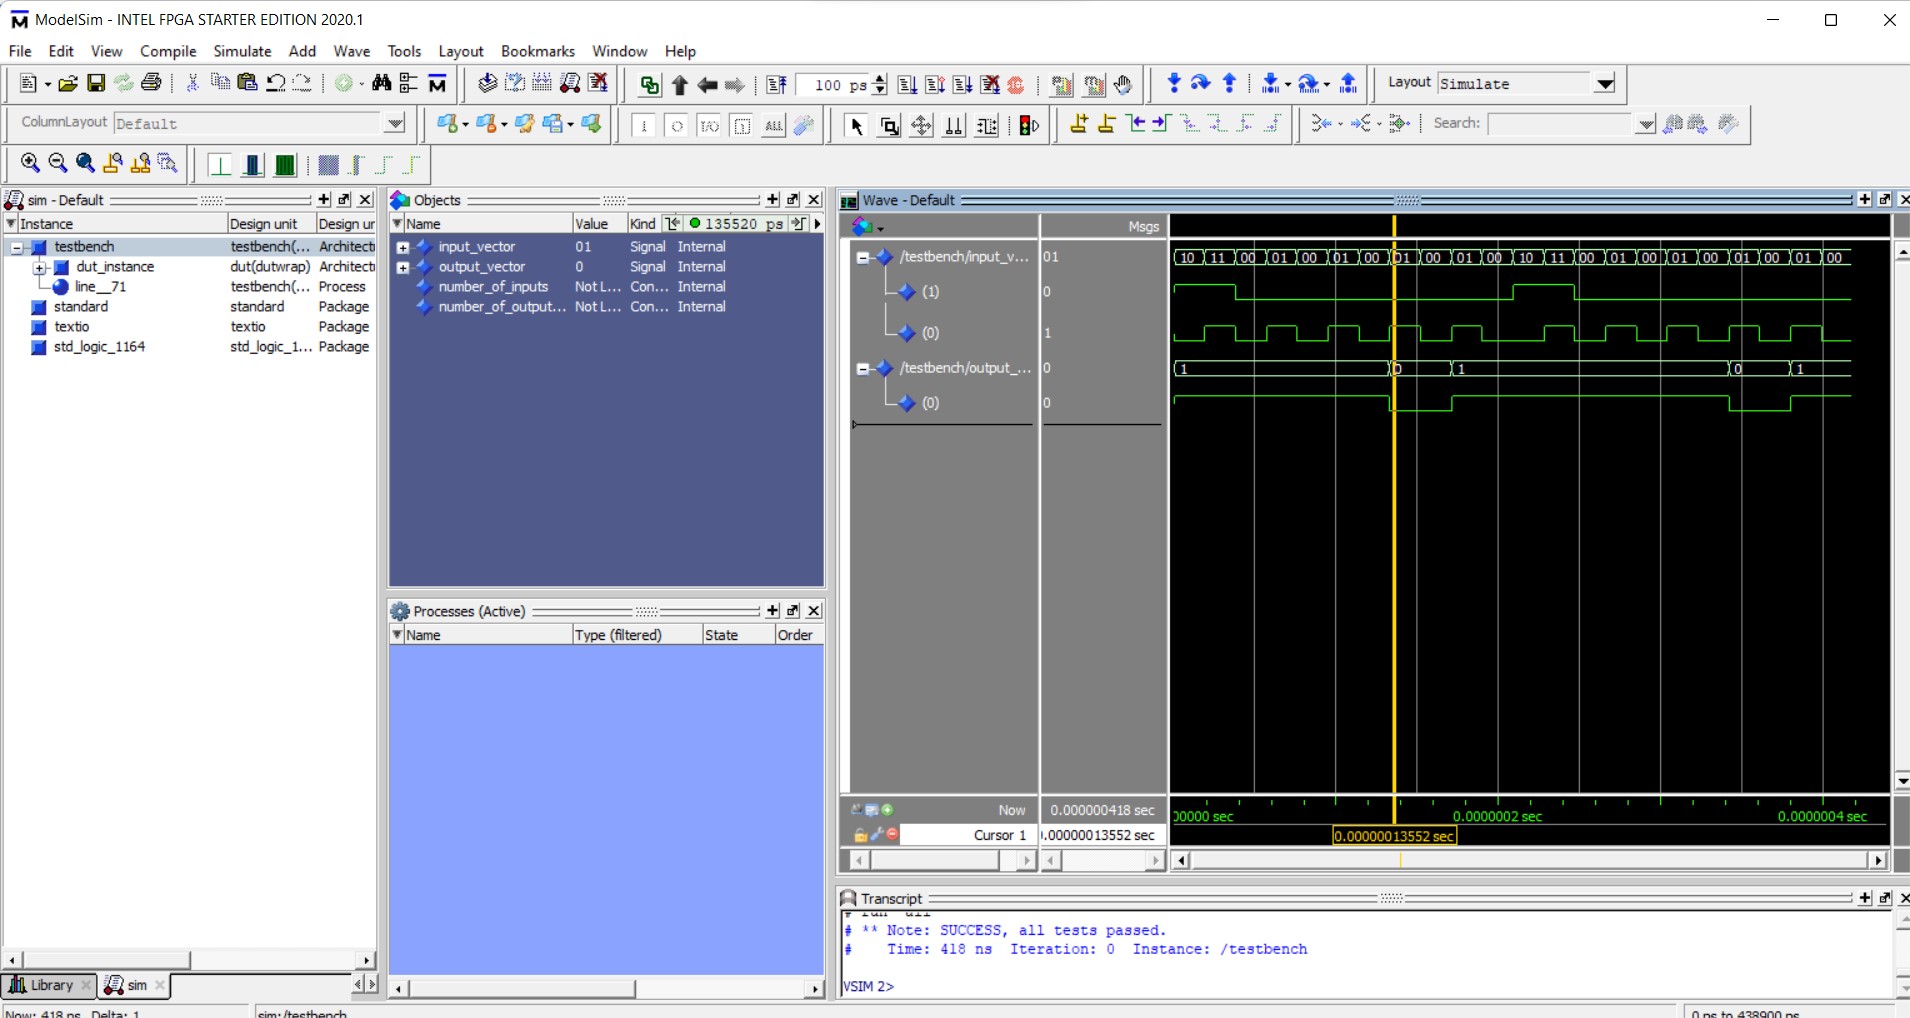 ModelSim - INTEL FPGA STARTER EDITION 2020.1
File Edit View Compile Simulate Add Wave Tools Layout Bookmarks Window Help
100 ps
Layout Simulate
ColumnLayout Default
Search:
sim - Default
Instance Design unit Design ur
testbench testbench(... Architecti
dut_instance dut(dutwrap) Architecti
line__71 testbench(... Process
standard standard Package
textio textio Package
std_logic_1164 std_logic_1... Package
Library sim
Objects
Name Value Kind 135520 ps
input_vector 01 Signal Internal
output_vector 0 Signal Internal
number_of_inputs Not L... Con... Internal
number_of_output... Not L... Con... Internal
Processes (Active)
Name Type (filtered) State Order
Wave - Default
Msgs
/testbench/input_v... 01 10 11 00 01 00 01 00 01 00 01 00 10 11 00 01 00 01 00 01 00 01 00
(1) 0
(0) 1
/testbench/output_... 0 1 0 1 0 1
(0) 0
Now 0.000000418 sec 00000 sec 0.0000002 sec 0.0000004 sec
Cursor 1 0.00000013552 sec 0.00000013552 sec
Transcript
# run -all
# ** Note: SUCCESS, all tests passed.
# Time: 418 ns Iteration: 0 Instance: /testbench
VSIM 2>
Now: 418 ns Delta: 1 sim:/testbench 0 ps to 438900 ps